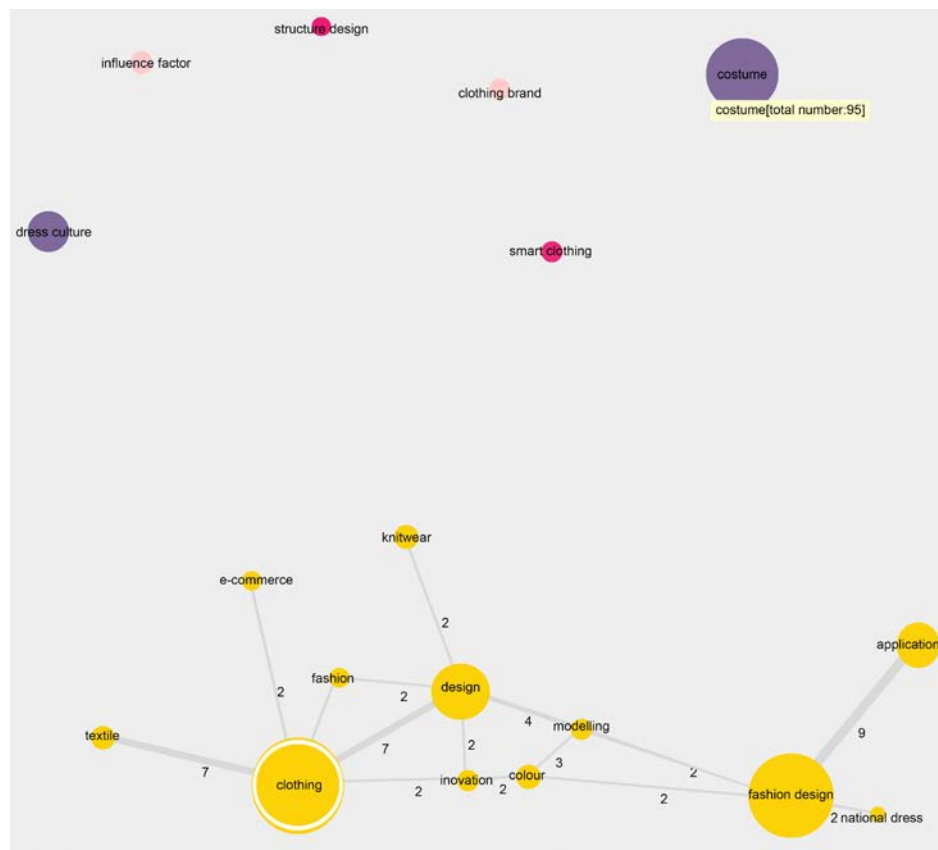 structure design
influence factor
clothing brand
costume
costume[total number:95]
dress culture
smart clothing
knitwear
e-commerce
2
application
fashion
design
2
2
4
modelling
9
textile
7
7
2
3
2
clothing
2
inovation
2
colour
2
fashion design
2 national dress